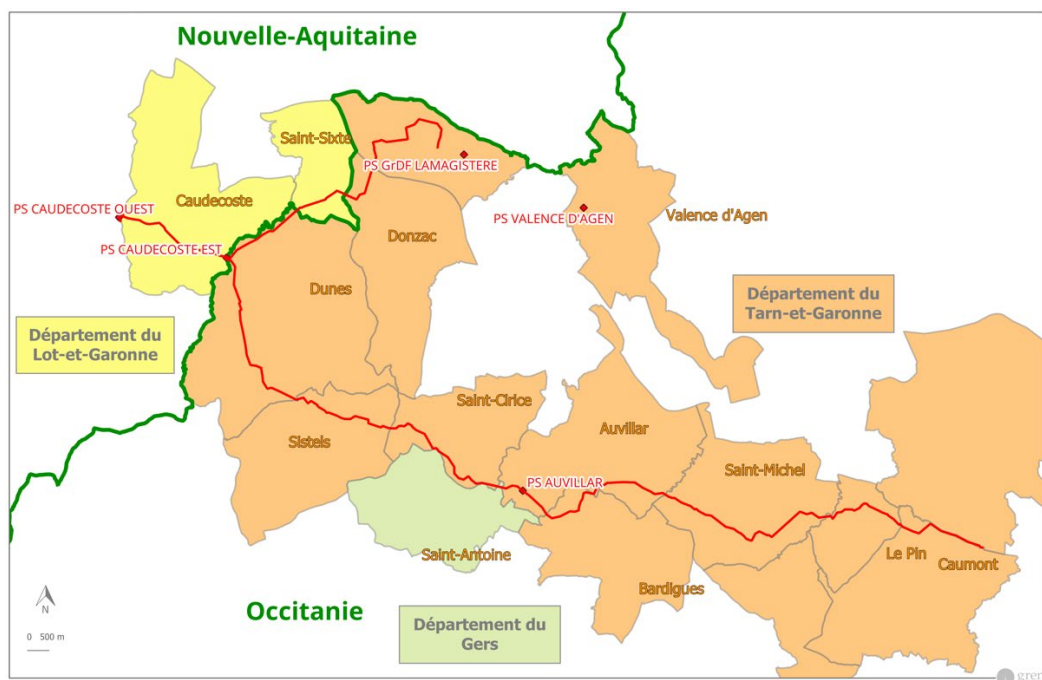 Nouvelle-Aquitaine
Saint-Sixte
PS GrDF LAMAGISTERE
Caudecoste
PS CAUDECOSTE OUEST
PS VALENCE D'AGEN
Valence d'Agen
Donzac
PS CAUDECOSTE EST
Dunes
Département du
Tarn-et-Garonne
Département du
Lot-et-Garonne
Saint-Cirice
Auvillar
Sistels
Saint-Michel
PS AUVILLAR
Saint-Antoine
Le Pin
Caumont
Bardigues
N
Occitanie
Département du
Gers
0 500 m